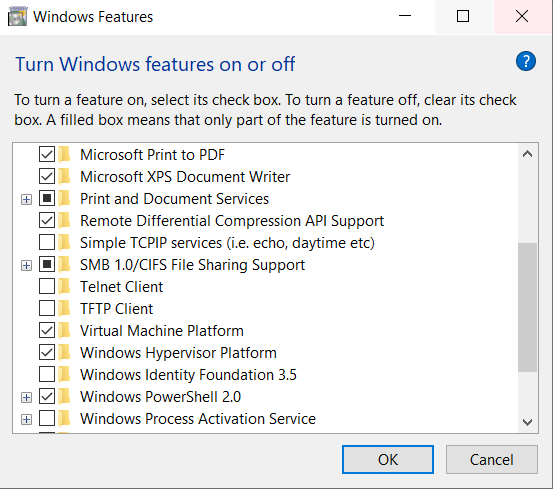 Windows Features
Turn Windows features on or off
?
To turn a feature on, select its check box. To turn a feature off, clear its check
box. A filled box means that only part of the feature is turned on.
Microsoft Print to PDF
Microsoft XPS Document Writer
Print and Document Services
Remote Differential Compression API Support
Simple TCPIP services (i.e. echo, daytime etc)
SMB 1.0/CIFS File Sharing Support
Telnet Client
TFTP Client
Virtual Machine Platform
Windows Hypervisor Platform
Windows Identity Foundation 3.5
Windows PowerShell 2.0
Windows Process Activation Service
OK
Cancel